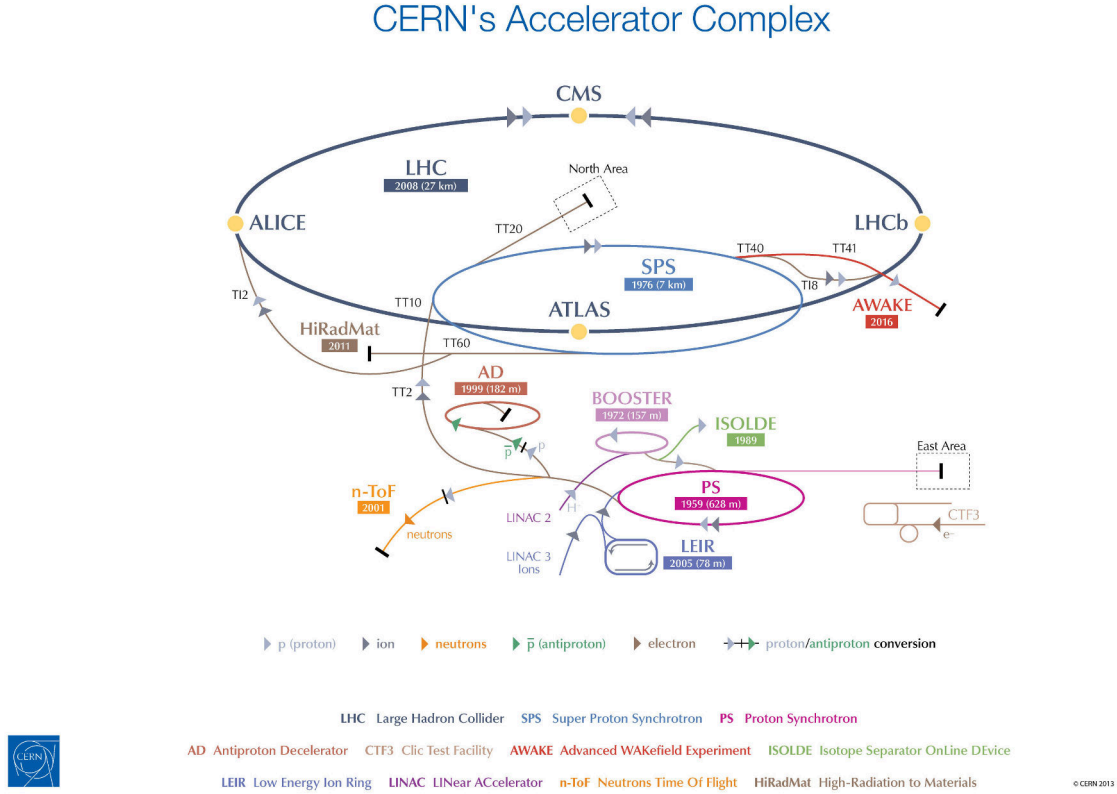 CERN's Accelerator Complex
CMS
LHC
2008 (27 km)
North Area
ALICE
LHCb
TT20
TT40
TT41
SPS
1976 (7 km)
TI2
TT10
TI8
ATLAS
AWAKE
2016
HiRadMat
2011
TT60
AD
1999 (182 m)
TT2
BOOSTER
1972 (157 m)
ISOLDE
1989
p
p̅
East Area
n-ToF
2001
PS
1959 (628 m)
H⁻
LINAC 2
neutrons
CTF3
e⁻
LEIR
2005 (78 m)
LINAC 3
Ions
p (proton)
ion
neutrons
p̅ (antiproton)
electron
proton/antiproton conversion
LHC Large Hadron Collider SPS Super Proton Synchrotron PS Proton Synchrotron
AD Antiproton Decelerator CTF3 Clic Test Facility AWAKE Advanced WAKefield Experiment ISOLDE Isotope Separator OnLine DEvice
LEIR Low Energy Ion Ring LINAC LINear ACcelerator n-ToF Neutrons Time Of Flight HiRadMat High-Radiation to Materials
CERN
© CERN 2013